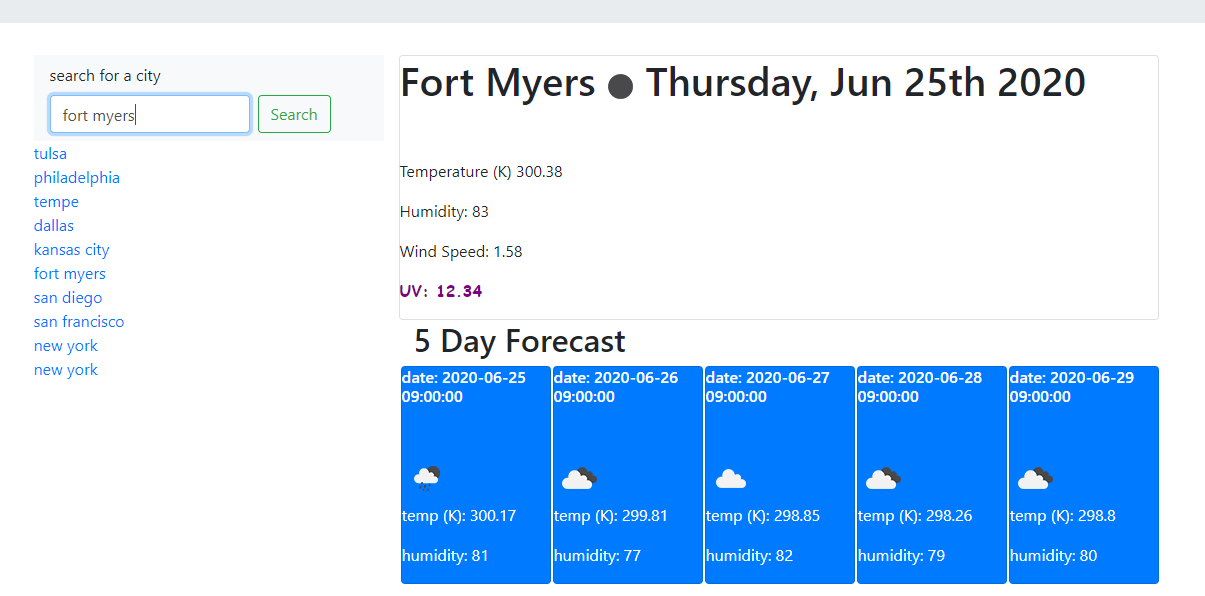 search for a city
fort myers
Search
tulsa
philadelphia
tempe
dallas
kansas city
fort myers
san diego
san francisco
new york
new york
Fort Myers Thursday, Jun 25th 2020
Temperature (K) 300.38
Humidity: 83
Wind Speed: 1.58
UV: 12.34
5 Day Forecast
date: 2020-06-25
09:00:00
temp (K): 300.17
humidity: 81
date: 2020-06-26
09:00:00
temp (K): 299.81
humidity: 77
date: 2020-06-27
09:00:00
temp (K): 298.85
humidity: 82
date: 2020-06-28
09:00:00
temp (K): 298.26
humidity: 79
date: 2020-06-29
09:00:00
temp (K): 298.8
humidity: 80